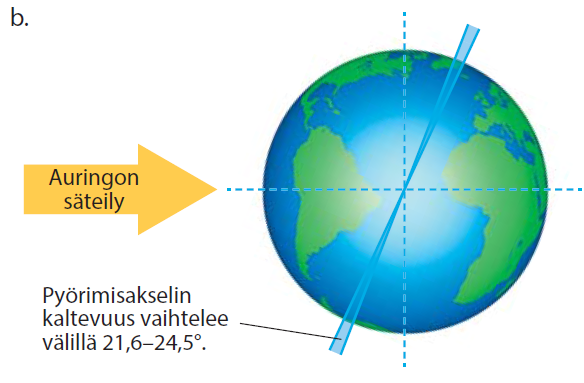 b.
Auringon
säteily
Pyörimisakselin
kaltevuus vaihtelee
välillä 21,6–24,5°.